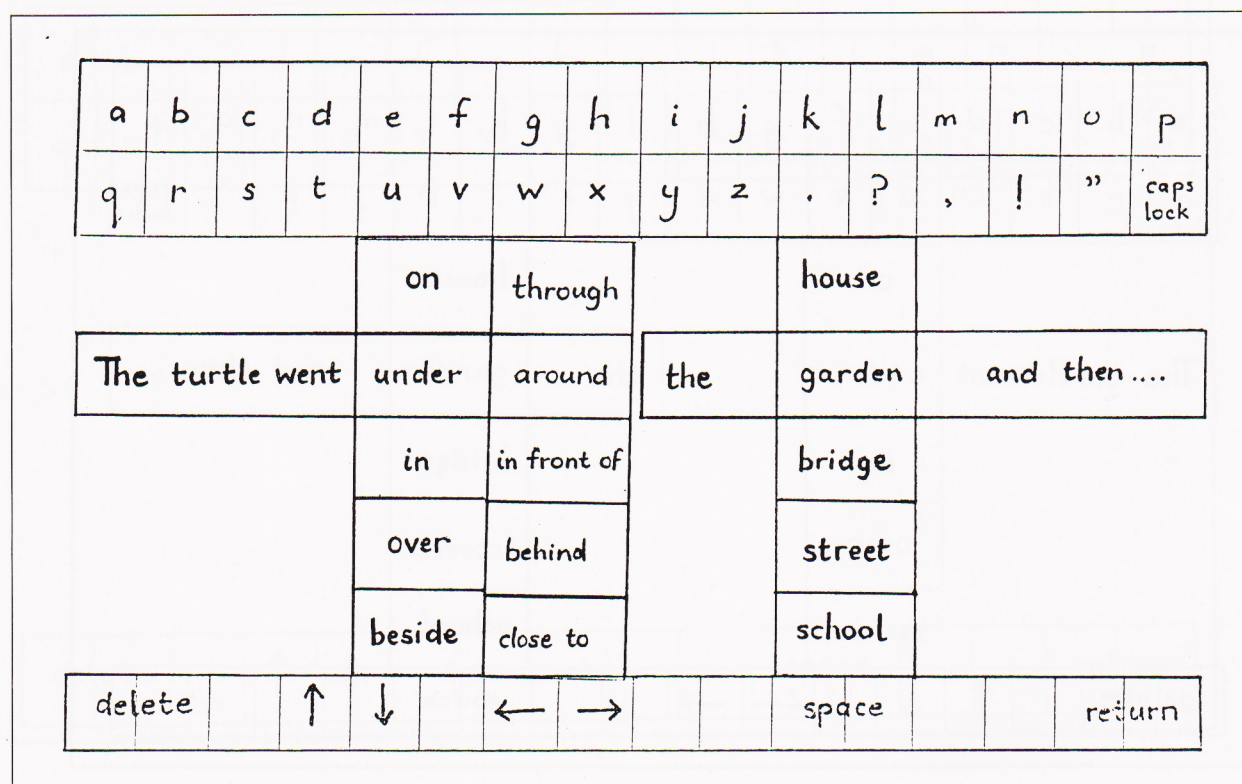 a b c d e f g h i j k l m n o p
q r s t u v w x y z . ? , ! ” caps lock
on through house
The turtle went under around the garden and then....
in in front of bridge
over behind street
beside close to school
delete ↑ ↓ ← → space return